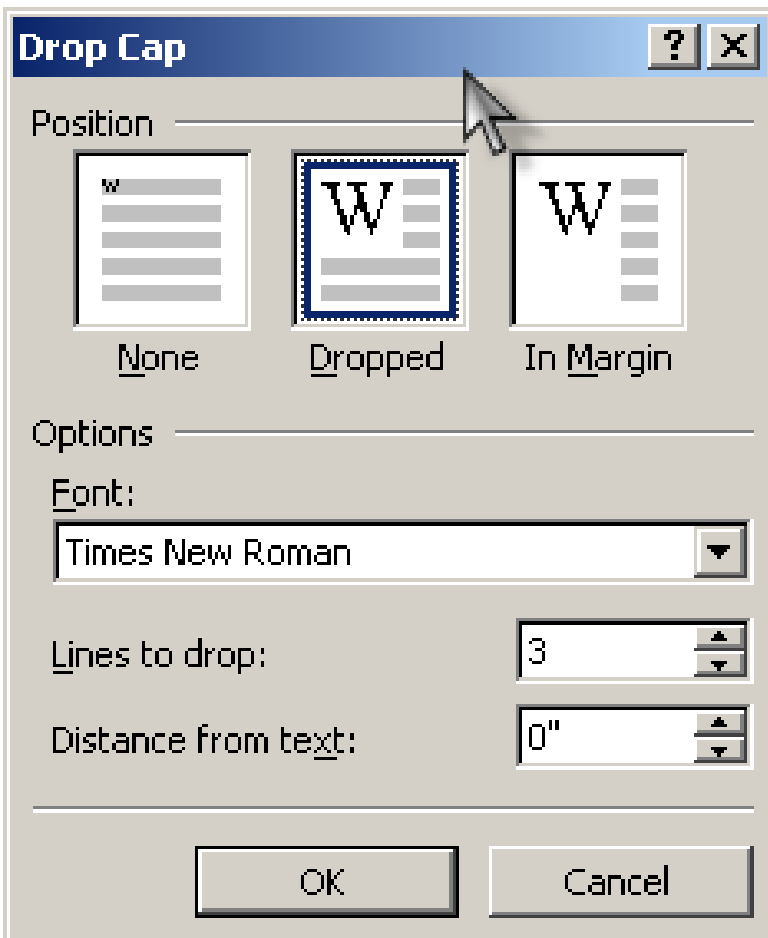 Drop Cap ?
Position
W W W
None Dropped In Margin
Options
Font:
Times New Roman
Lines to drop: 3
Distance from text: 0"
OK Cancel